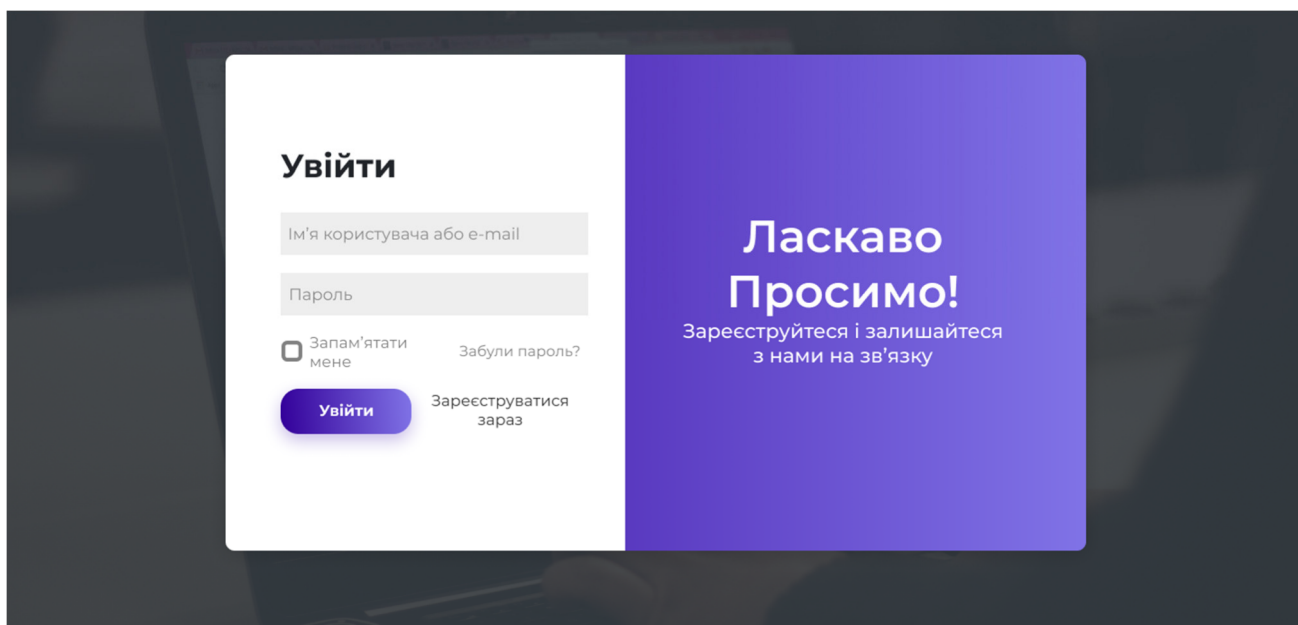 Увійти
Ім’я користувача або e-mail
Пароль
Запам’ятати
мене
Забули пароль?
Увійти
Зареєструватися
зараз
Ласкаво
Просимо!
Зареєструйтеся і залишайтеся
з нами на зв’язку